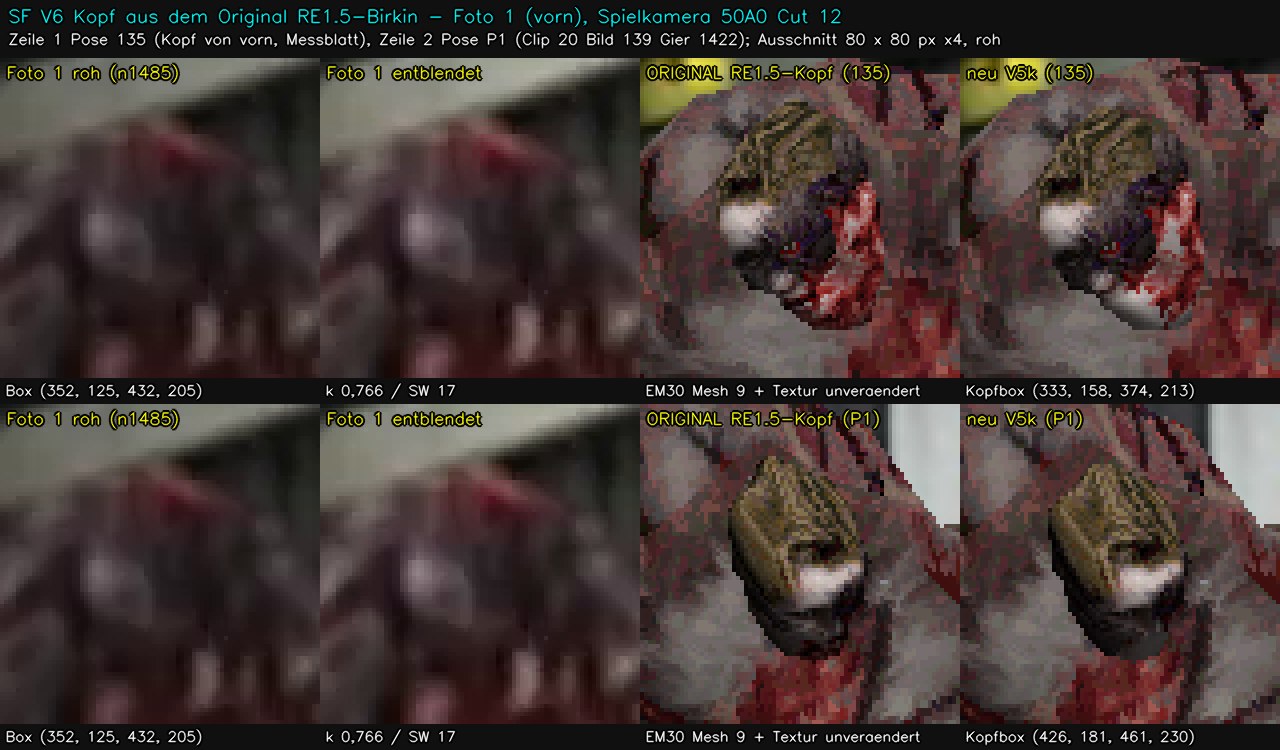 SF V6 Kopf aus dem Original RE1.5-Birkin - Foto 1 (vorn), Spielkamera 50A0 Cut 12
Zeile 1 Pose 135 (Kopf von vorn, Messblatt), Zeile 2 Pose P1 (Clip 20 Bild 139 Gier 1422); Ausschnitt 80 x 80 px x4, roh
Foto 1 roh (n1485)
Foto 1 entblendet
ORIGINAL RE1.5-Kopf (135)
neu V5k (135)
Box (352, 125, 432, 205)
k 0,766 / SW 17
EM30 Mesh 9 + Textur unveraendert
Kopfbox (333, 158, 374, 213)
Foto 1 roh (n1485)
Foto 1 entblendet
ORIGINAL RE1.5-Kopf (P1)
neu V5k (P1)
Box (352, 125, 432, 205)
k 0,766 / SW 17
EM30 Mesh 9 + Textur unveraendert
Kopfbox (426, 181, 461, 230)